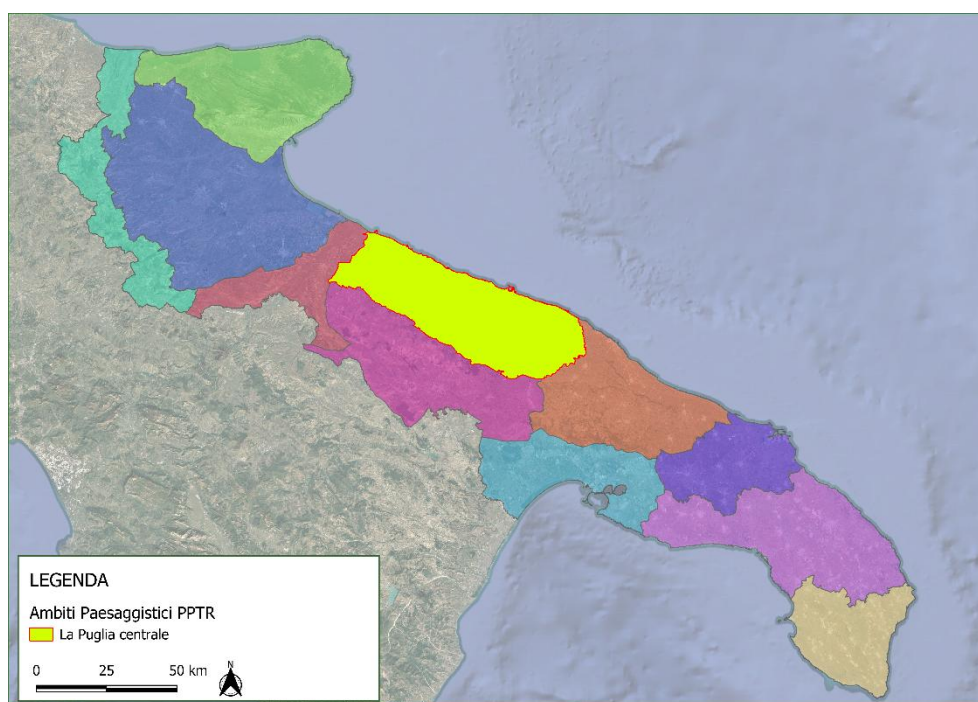 LEGENDA
Ambiti Paesaggistici PPTR
La Puglia centrale
0 25 50 km
N